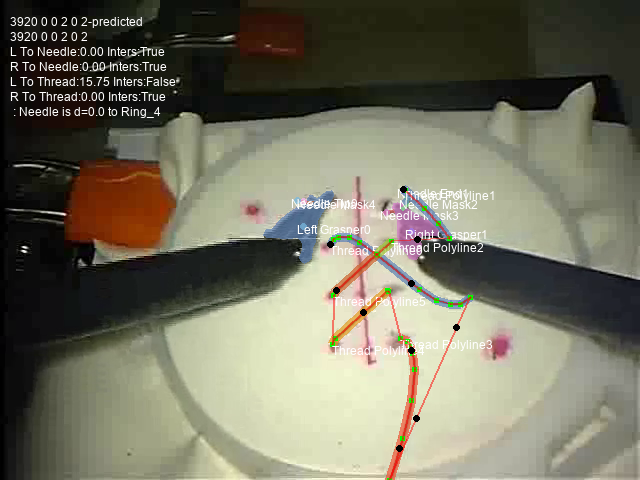 3920 0 0 2 0 2-predicted
3920 0 0 2 0 2
L To Needle:0.00 Inters:True
R To Needle:0.00 Inters:True
L To Thread:15.75 Inters:False
R To Thread:0.00 Inters:True
: Needle is d=0.0 to Ring_4
Thread Polyline1
Needle Mask4
Needle Mask2
Needle Mask3
Left Grasper0
Right Grasper1
Thread Polyline2
Thread Polyline5
Thread Polyline3